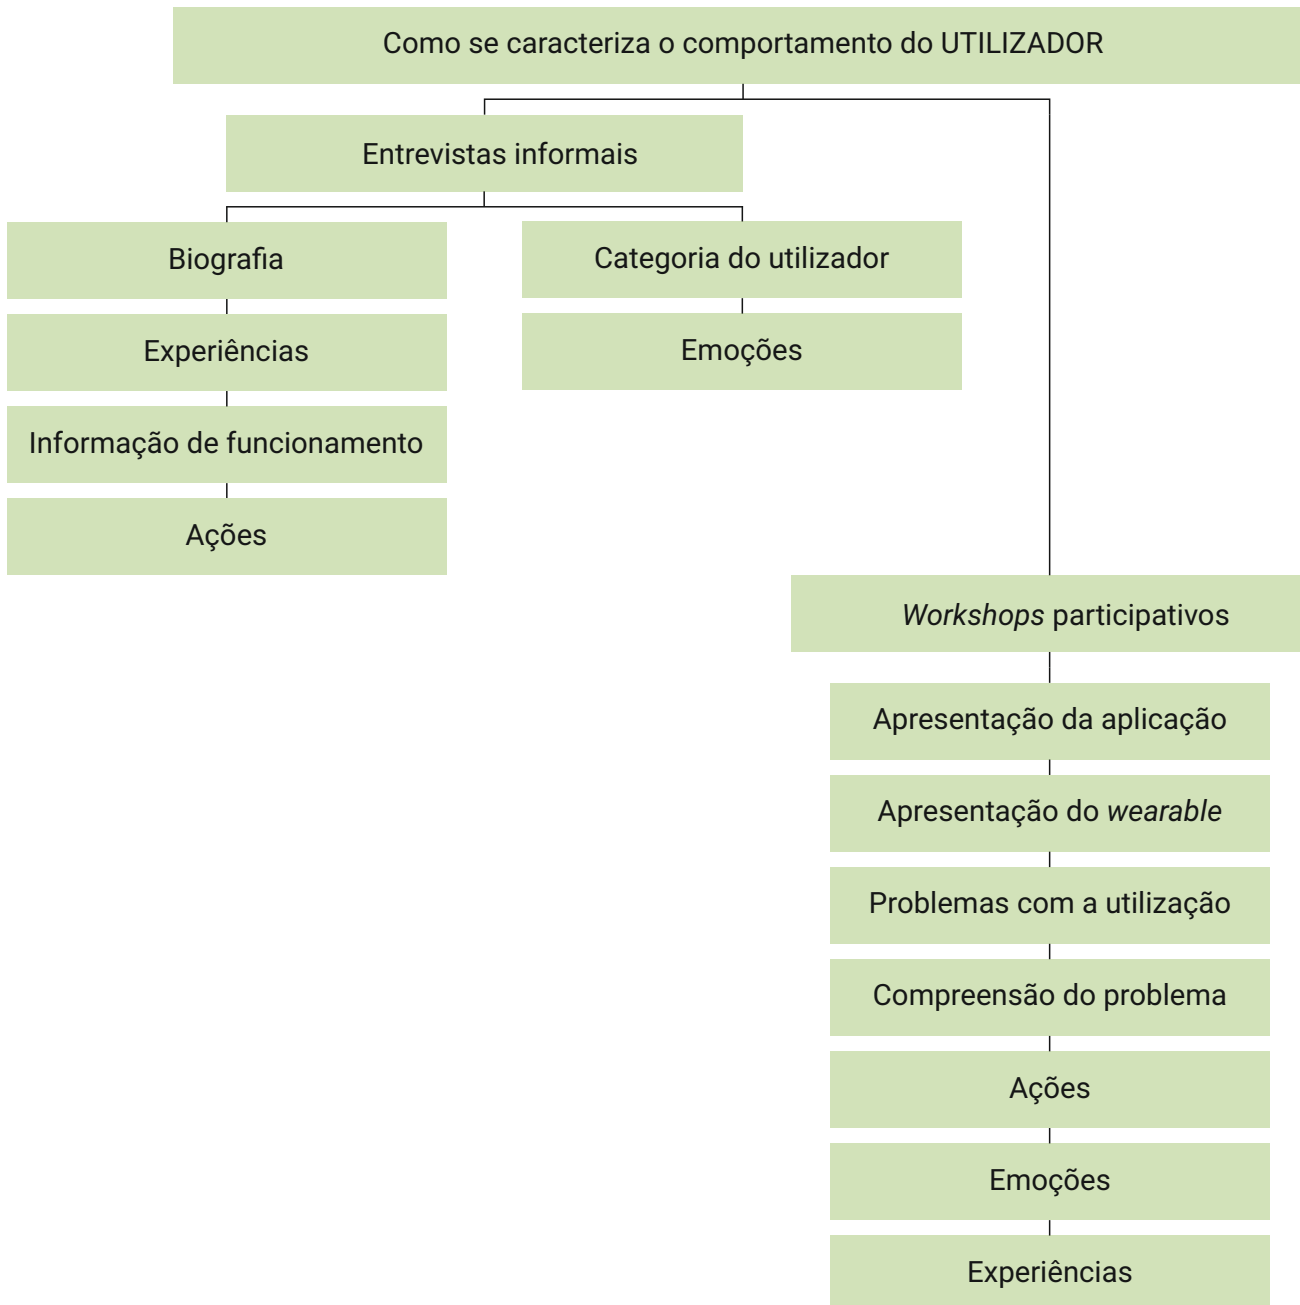 Como se caracteriza o comportamento do UTILIZADOR
Entrevistas informais
Biografia
Experiências
Informação de funcionamento
Ações
Categoria do utilizador
Emoções
Workshops participativos
Apresentação da aplicação
Apresentação do wearable
Problemas com a utilização
Compreensão do problema
Ações
Emoções
Experiências